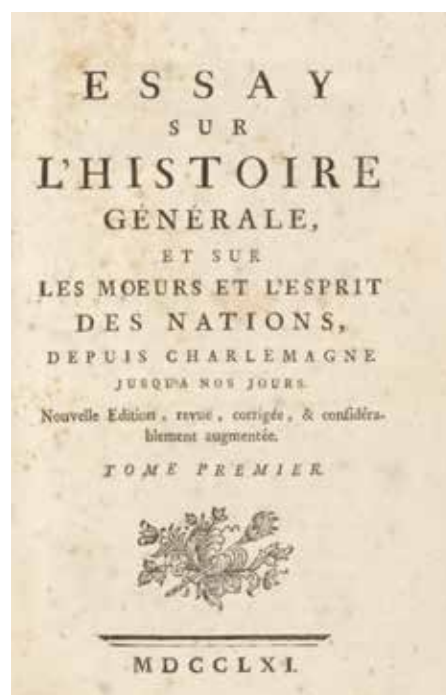 ESSAY
SUR
L'HISTOIRE
GÉNÉRALE,
ET SUR
LES MOEURS ET L'ESPRIT
DES NATIONS,
DEPUIS CHARLEMAGNE
JUSQU'A NOS JOURS.
Nouvelle Edition, revue, corrigée, & conſidéra-
blement augmentée.
TOME PREMIER.
MDCCLXI.